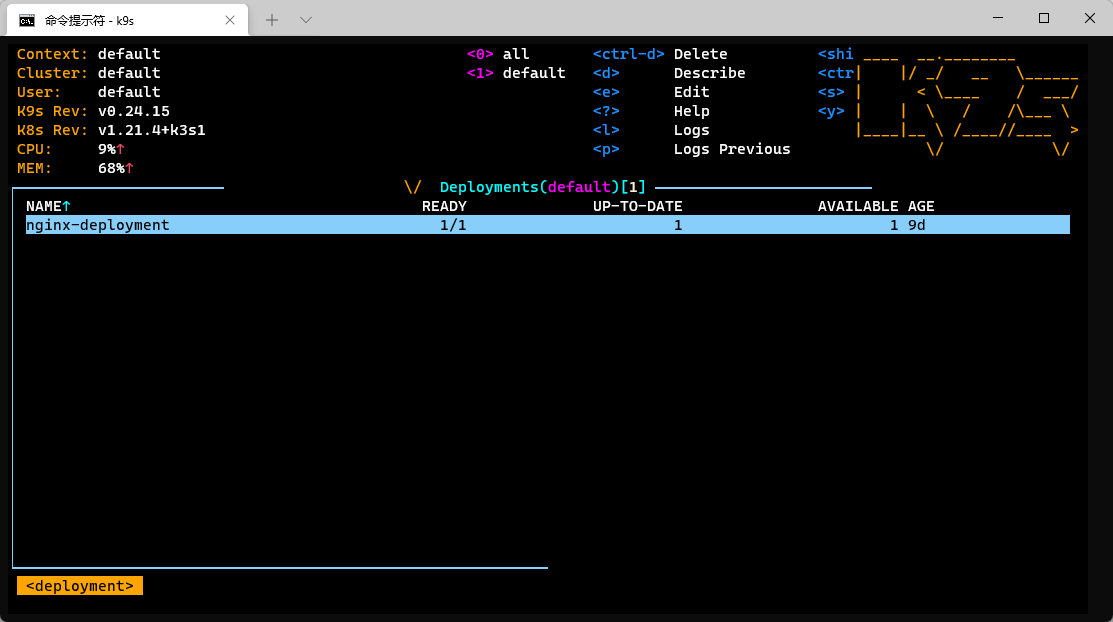 命令提示符 - k9s
Context: default <0> all <ctrl-d> Delete <shi
Cluster: default <1> default <d> Describe <ctr
User: default <e> Edit <s>
K9s Rev: v0.24.15 <?> Help <y>
K8s Rev: v1.21.4+k3s1 <l> Logs
CPU: 9%↑ <p> Logs Previous
MEM: 68%↑
Deployments(default)[1]
NAME↑ READY UP-TO-DATE AVAILABLE AGE
nginx-deployment 1/1 1 1 9d
<deployment>